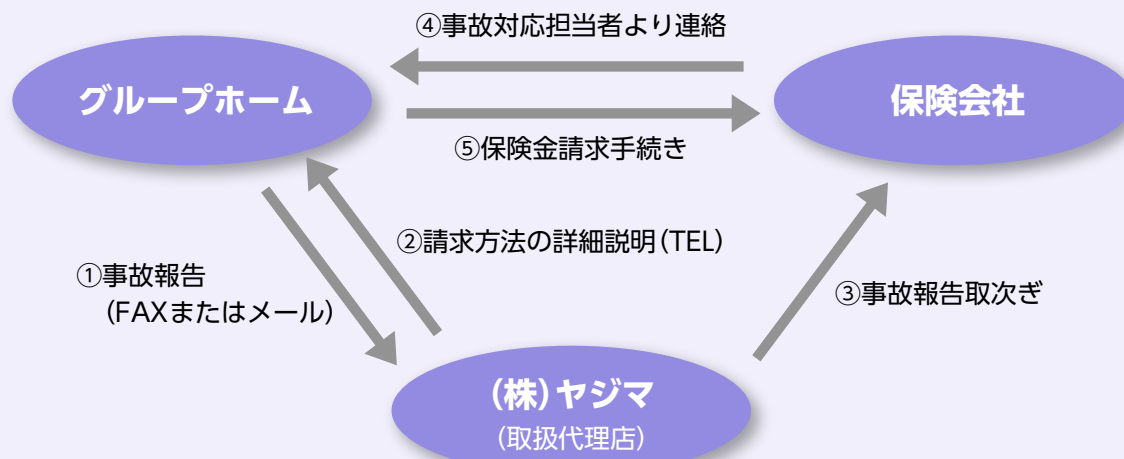 ④事故対応担当者より連絡
グループホーム
保険会社
⑤保険金請求手続き
②請求方法の詳細説明(TEL)
①事故報告
(FAXまたはメール)
③事故報告取次ぎ
(株)ヤジマ
(取扱代理店)